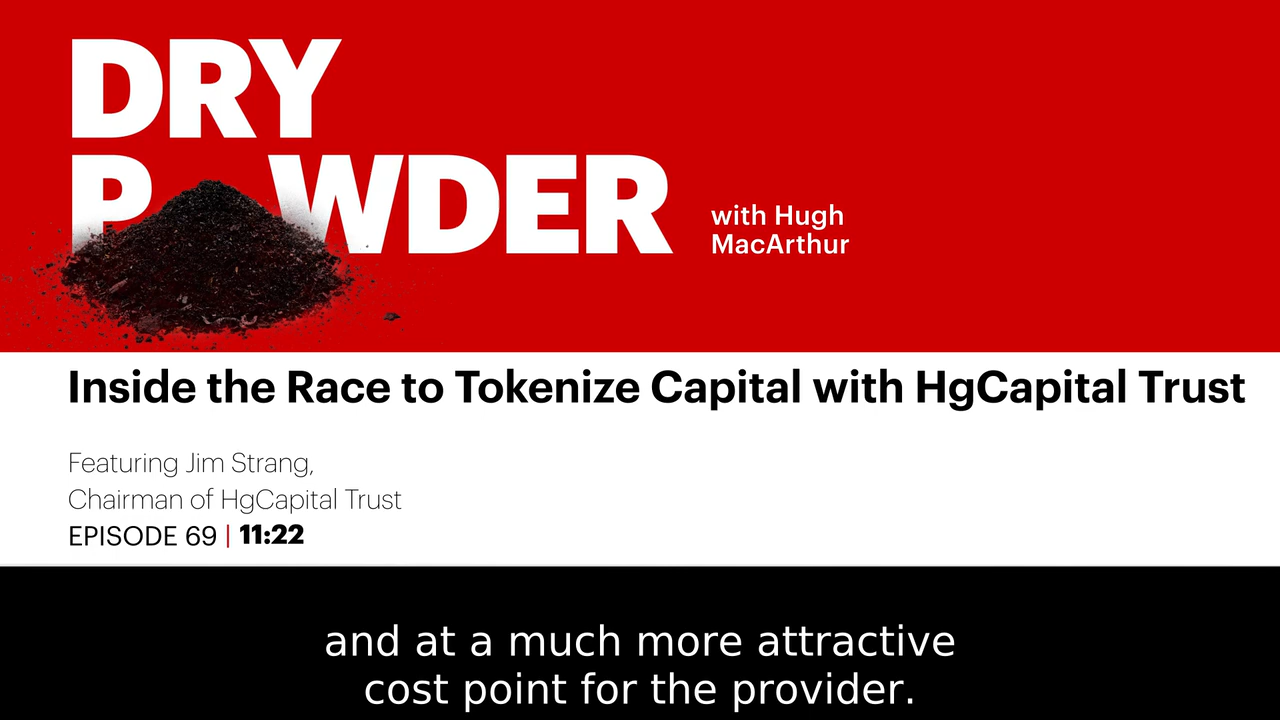 DRY
P WDER
with Hugh
MacArthur
Inside the Race to Tokenize Capital with HgCapital Trust
Featuring Jim Strang,
Chairman of HgCapital Trust
EPISODE 69 | 11:22
and at a much more attractive
cost point for the provider.